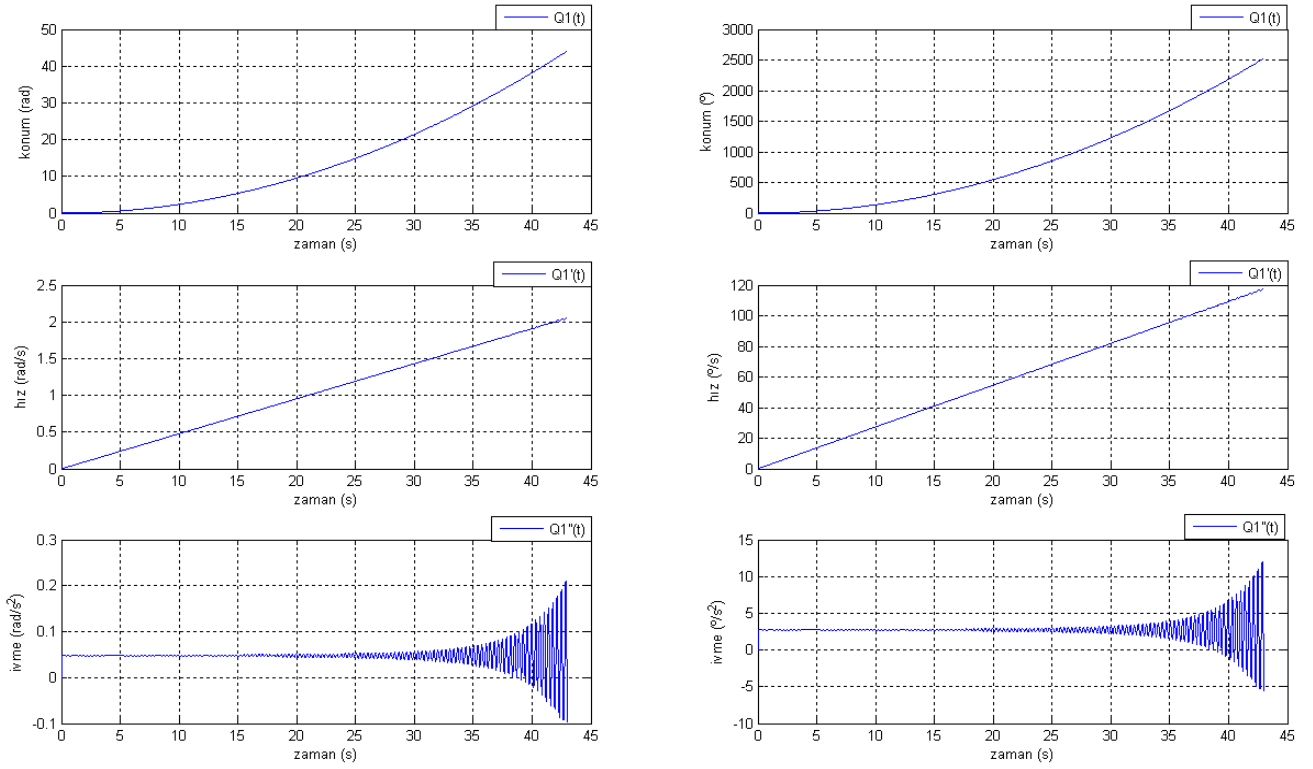 Q1(t)
konum (rad)
50
40
30
20
10
0
0 5 10 15 20 25 30 35 40 45
zaman (s)
Q1(t)
konum (º)
3000
2500
2000
1500
1000
500
0
0 5 10 15 20 25 30 35 40 45
zaman (s)
Q1'(t)
hız (rad/s)
2.5
2
1.5
1
0.5
0
0 5 10 15 20 25 30 35 40 45
zaman (s)
Q1'(t)
hız (º/s)
120
100
80
60
40
20
0
0 5 10 15 20 25 30 35 40 45
zaman (s)
Q1''(t)
ivme (rad/s²)
0.3
0.2
0.1
0
-0.1
0 5 10 15 20 25 30 35 40 45
zaman (s)
Q1''(t)
ivme (º/s²)
15
10
5
0
-5
-10
0 5 10 15 20 25 30 35 40 45
zaman (s)